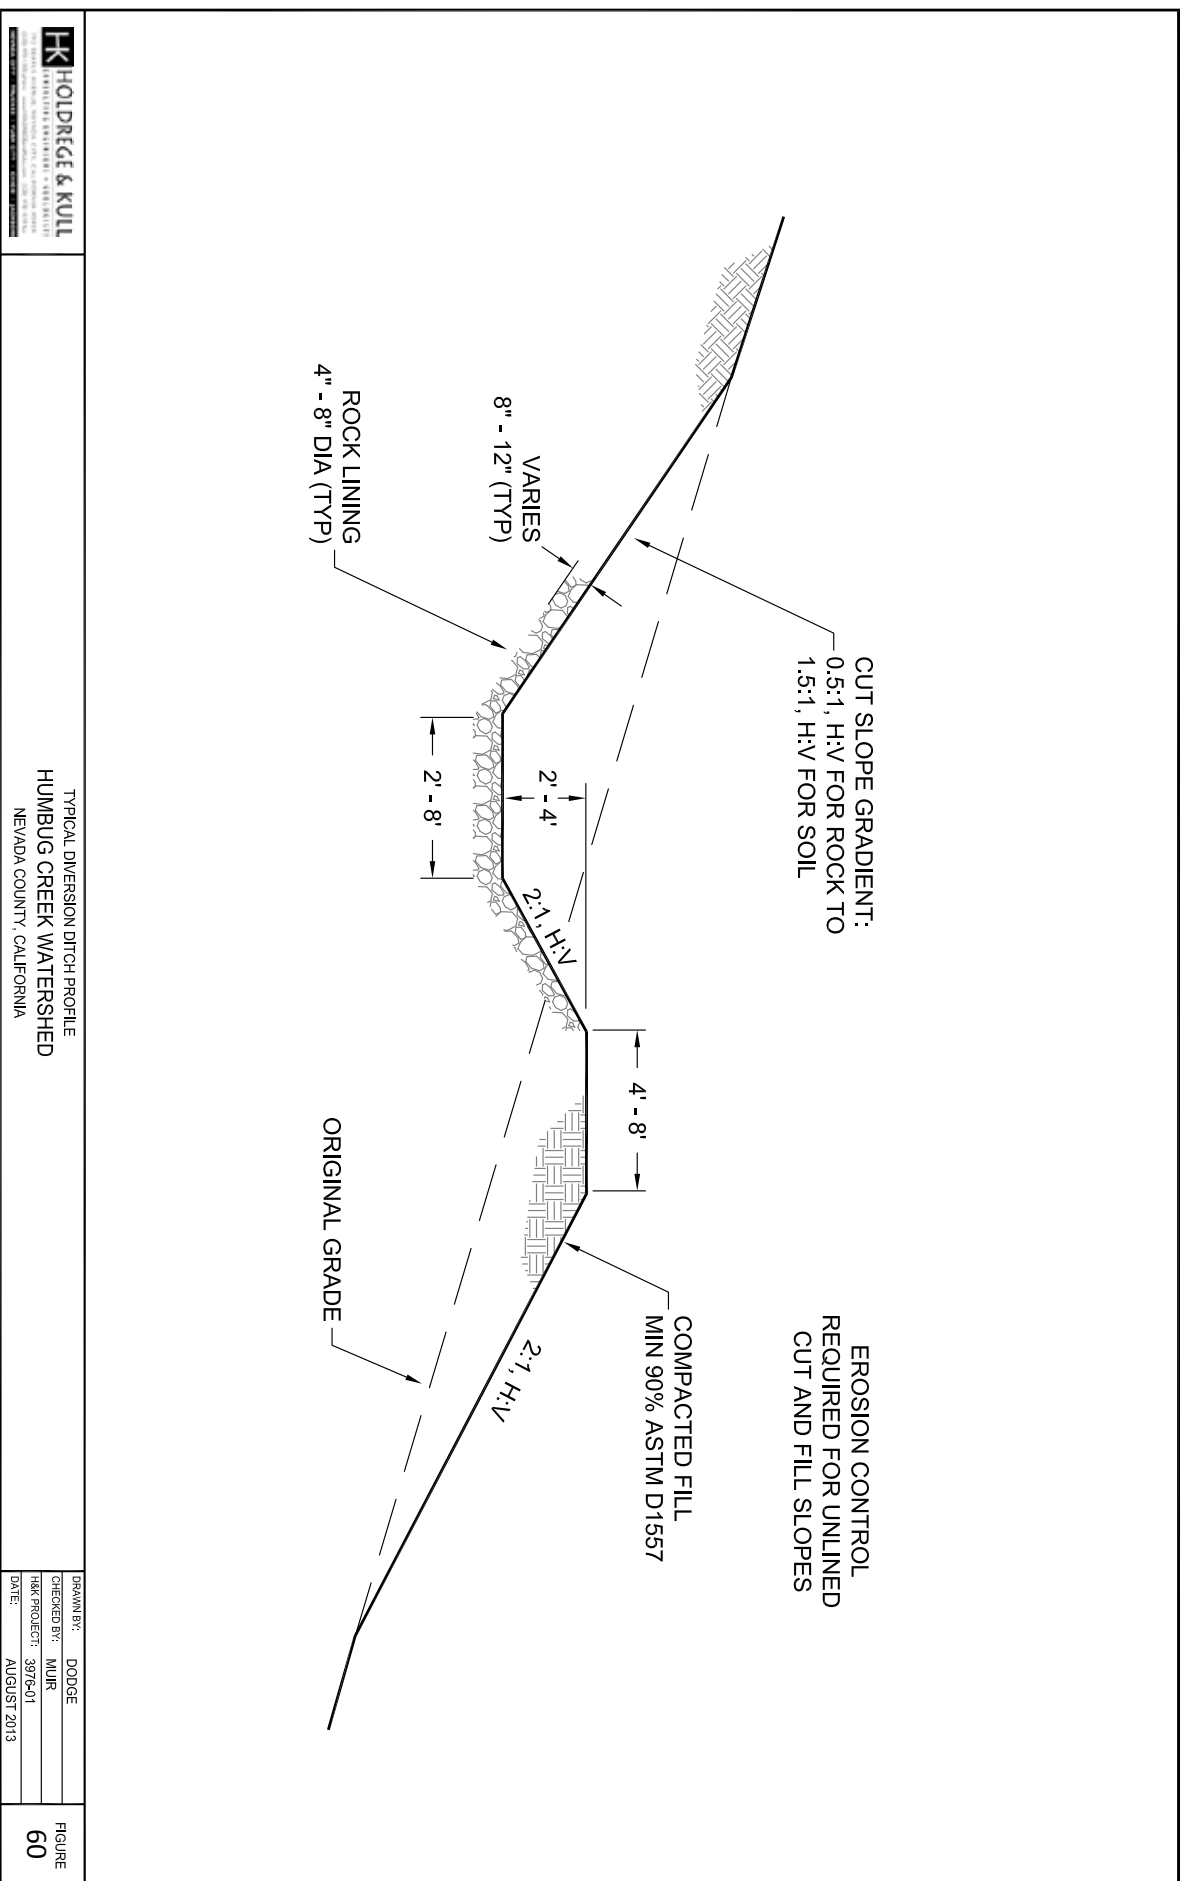 CUT SLOPE GRADIENT:
0.5:1, H:V FOR ROCK TO
1.5:1, H:V FOR SOIL
EROSION CONTROL
REQUIRED FOR UNLINED
CUT AND FILL SLOPES
COMPACTED FILL
MIN 90% ASTM D1557
4' - 8'
VARIES
8" - 12" (TYP)
2' - 4'
2:1, H:V
2:1, H:V
2' - 8'
ROCK LINING
4" - 8" DIA (TYP)
ORIGINAL GRADE
HK HOLDREGE & KULL
CONSULTING ENGINEERS • GEOLOGISTS
TYPICAL DIVERSION DITCH PROFILE
HUMBUG CREEK WATERSHED
NEVADA COUNTY, CALIFORNIA
DRAWN BY: DODGE
CHECKED BY: MUIR
H&K PROJECT: 3976-01
DATE: AUGUST 2013
FIGURE
60